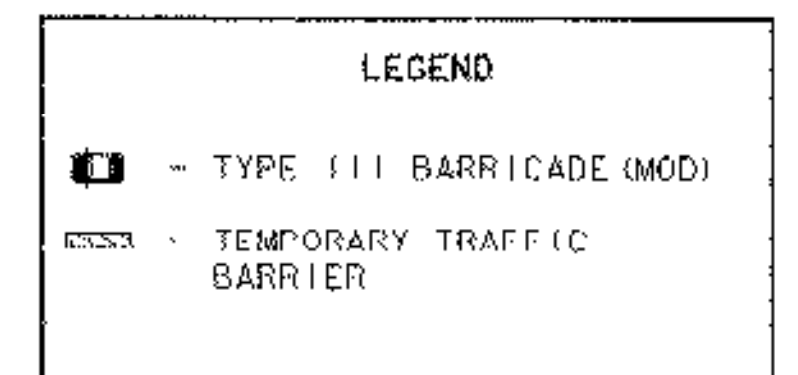 LEGEND
- TYPE III BARRICADE (MOD)
- TEMPORARY TRAFFIC
BARRIER